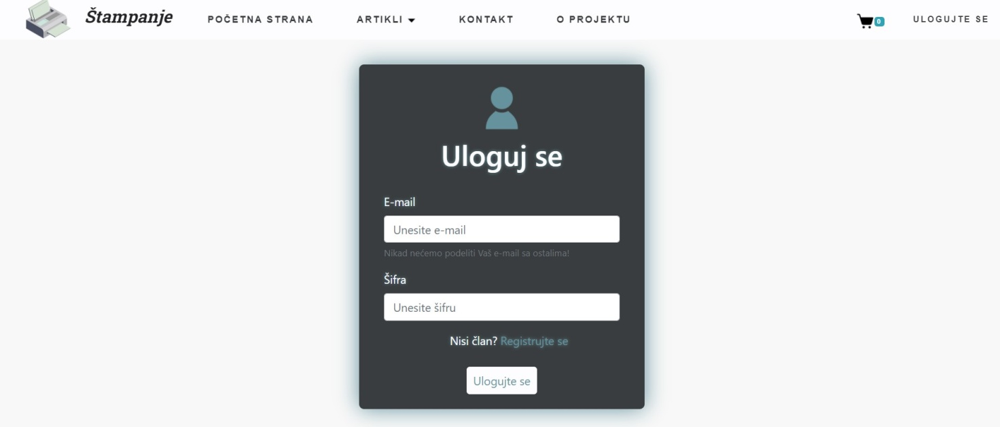 Štampanje
POČETNA STRANA
ARTIKLI
KONTAKT
O PROJEKTU
0
ULOGUJTE SE
Uloguj se
E-mail
Unesite e-mail
Nikad nećemo podeliti Vaš e-mail sa ostalima!
Šifra
Unesite šifru
Nisi član? Registrujte se
Ulogujte se